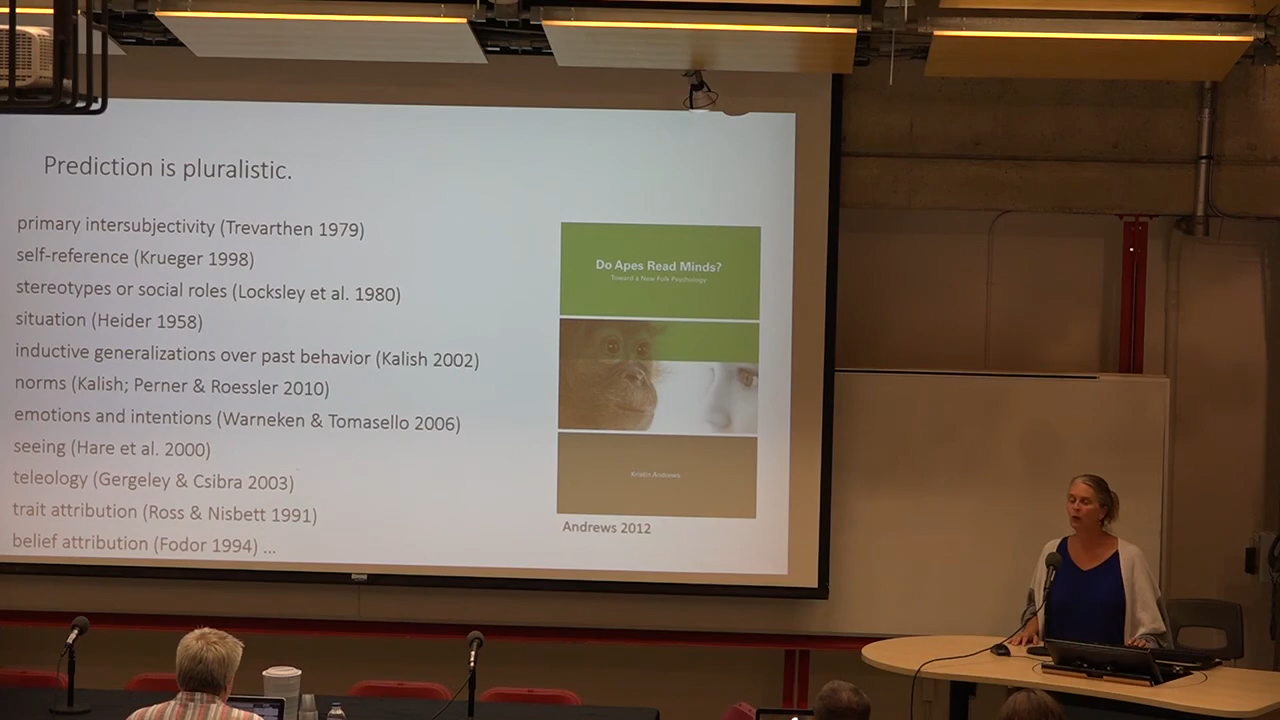 Prediction is pluralistic.
primary intersubjectivity (Trevarthen 1979)
self-reference (Krueger 1998)
stereotypes or social roles (Locksley et al. 1980)
situation (Heider 1958)
inductive generalizations over past behavior (Kalish 2002)
norms (Kalish; Perner & Roessler 2010)
emotions and intentions (Warneken & Tomasello 2006)
seeing (Hare et al. 2000)
teleology (Gergeley & Csibra 2003)
trait attribution (Ross & Nisbett 1991)
belief attribution (Fodor 1994) ...
Do Apes Read Minds?
Toward a New Folk Psychology
Kristin Andrews
Andrews 2012